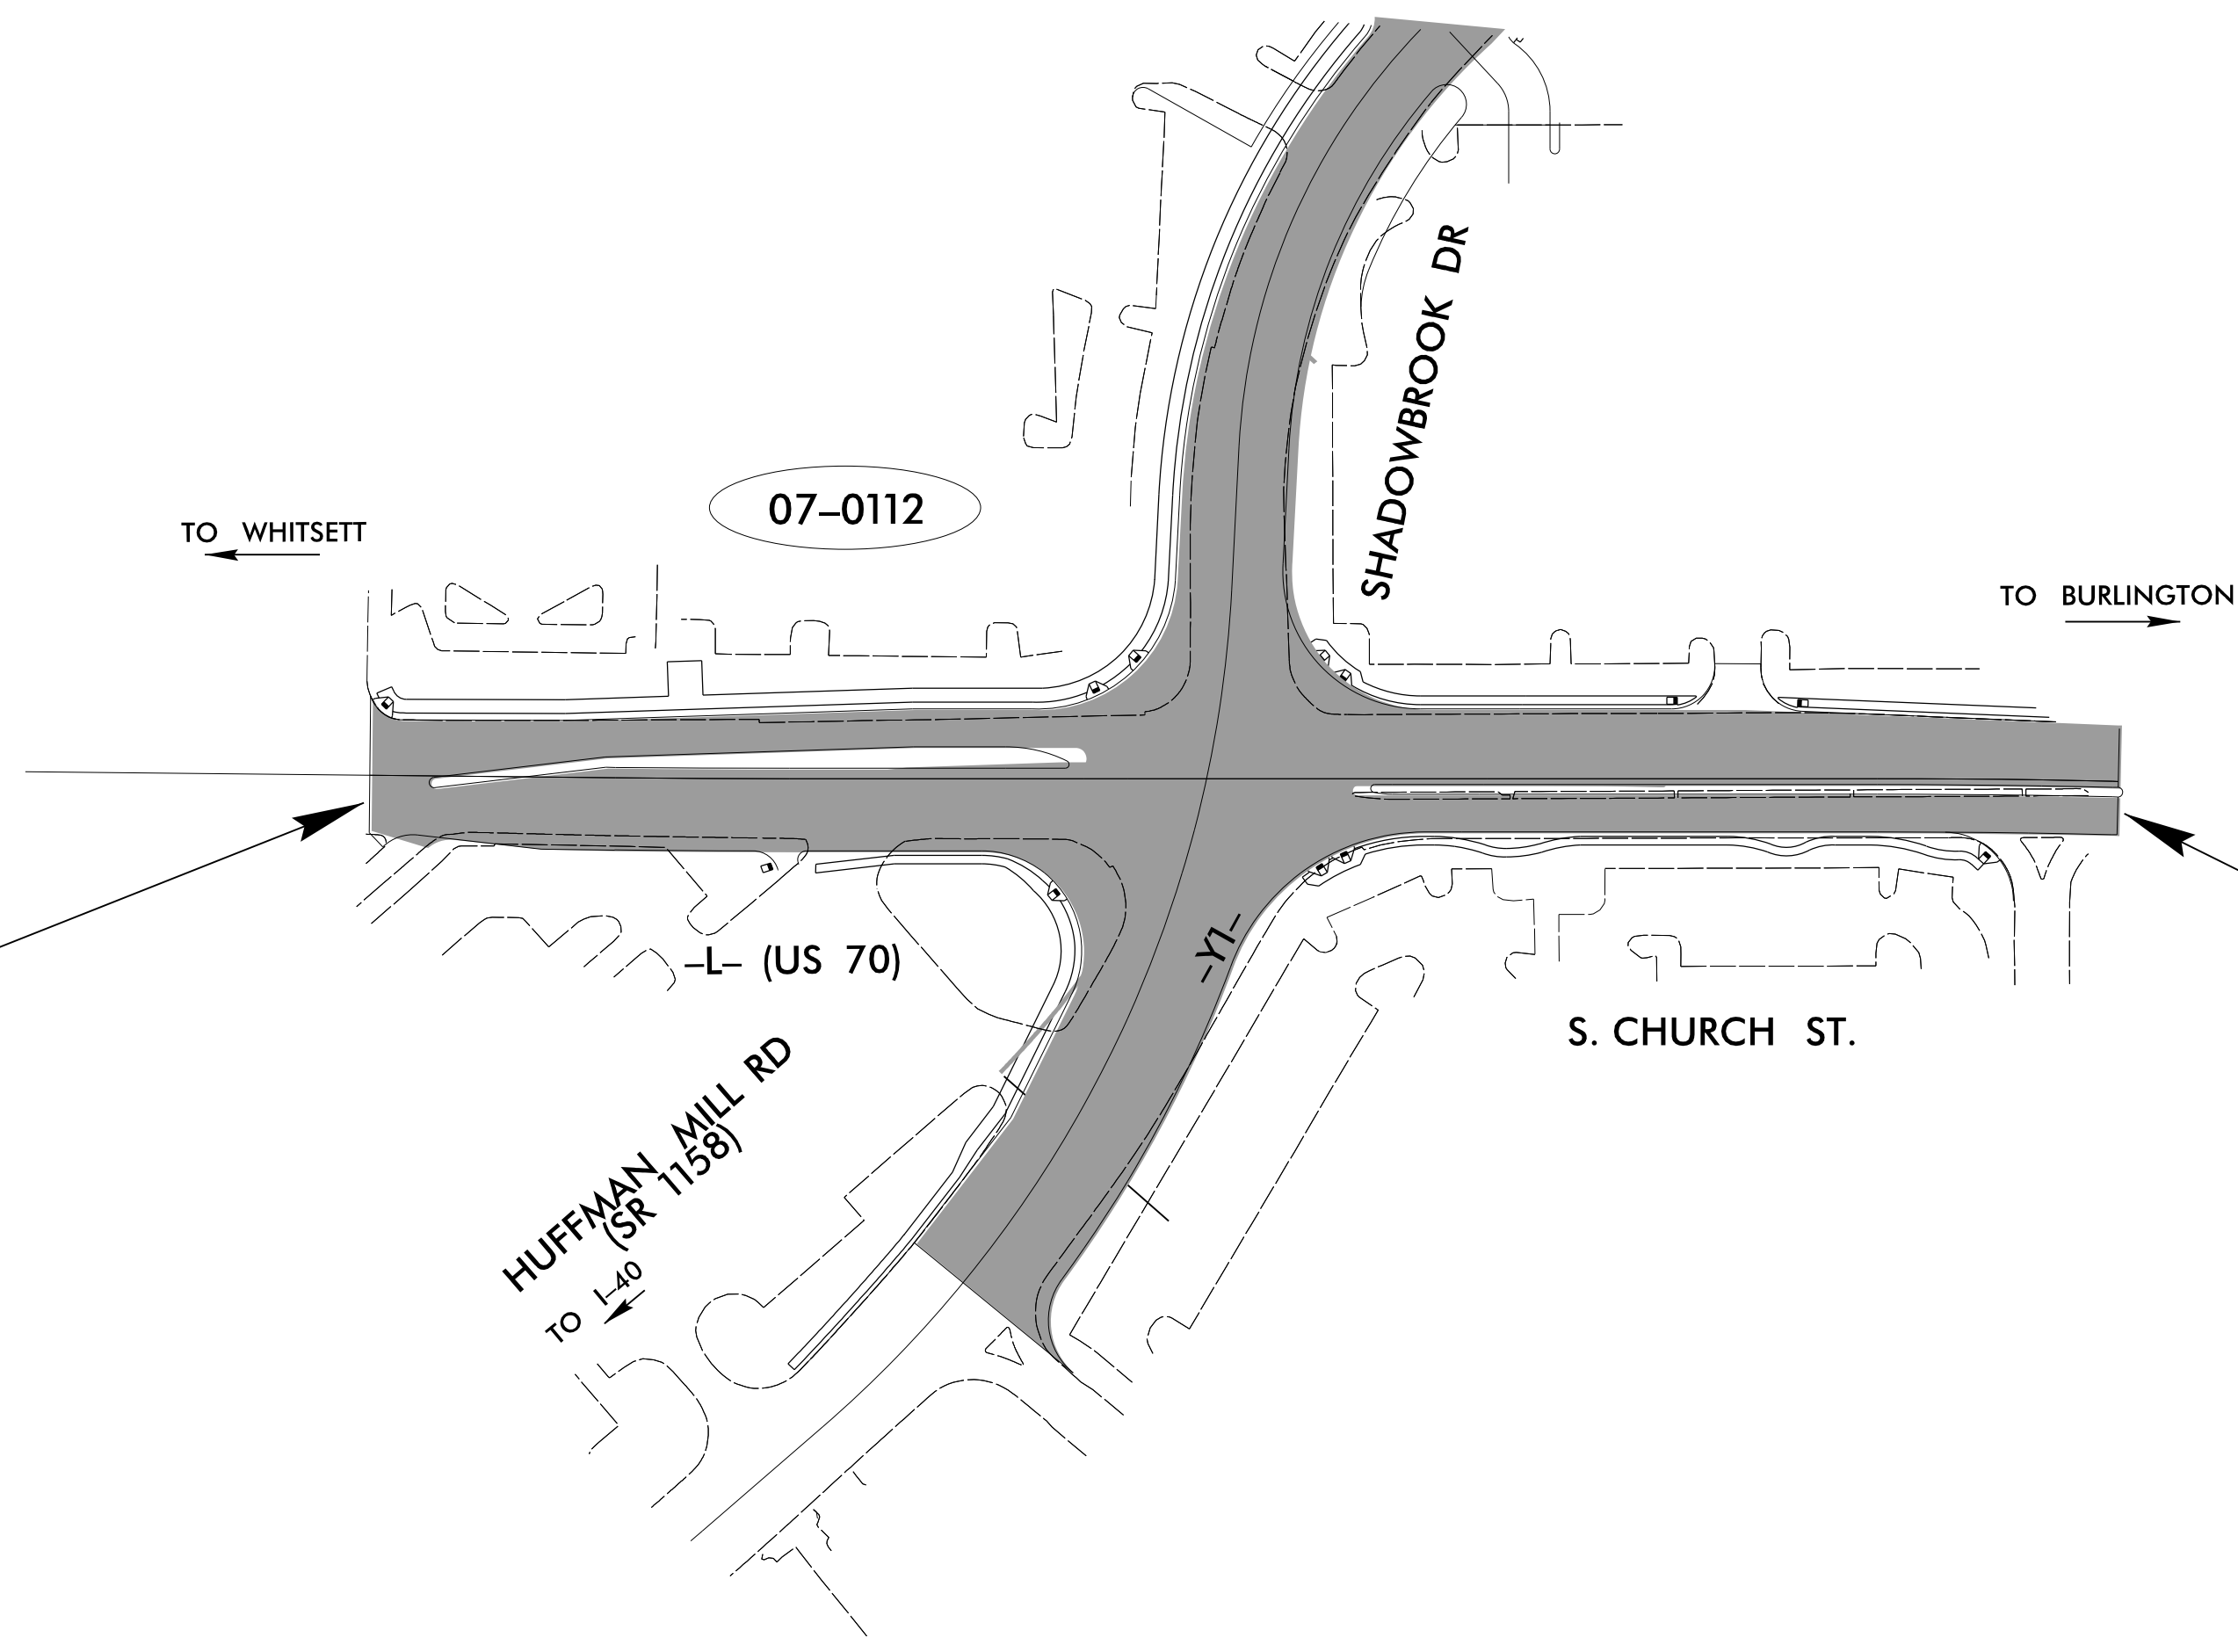 SHADOWBROOK DR
07-0112
TO WHITSETT
TO BURLINGTON
-L- (US 70)
-Y1-
S. CHURCH ST.
HUFFMAN MILL RD
(SR 1158)
TO I-40